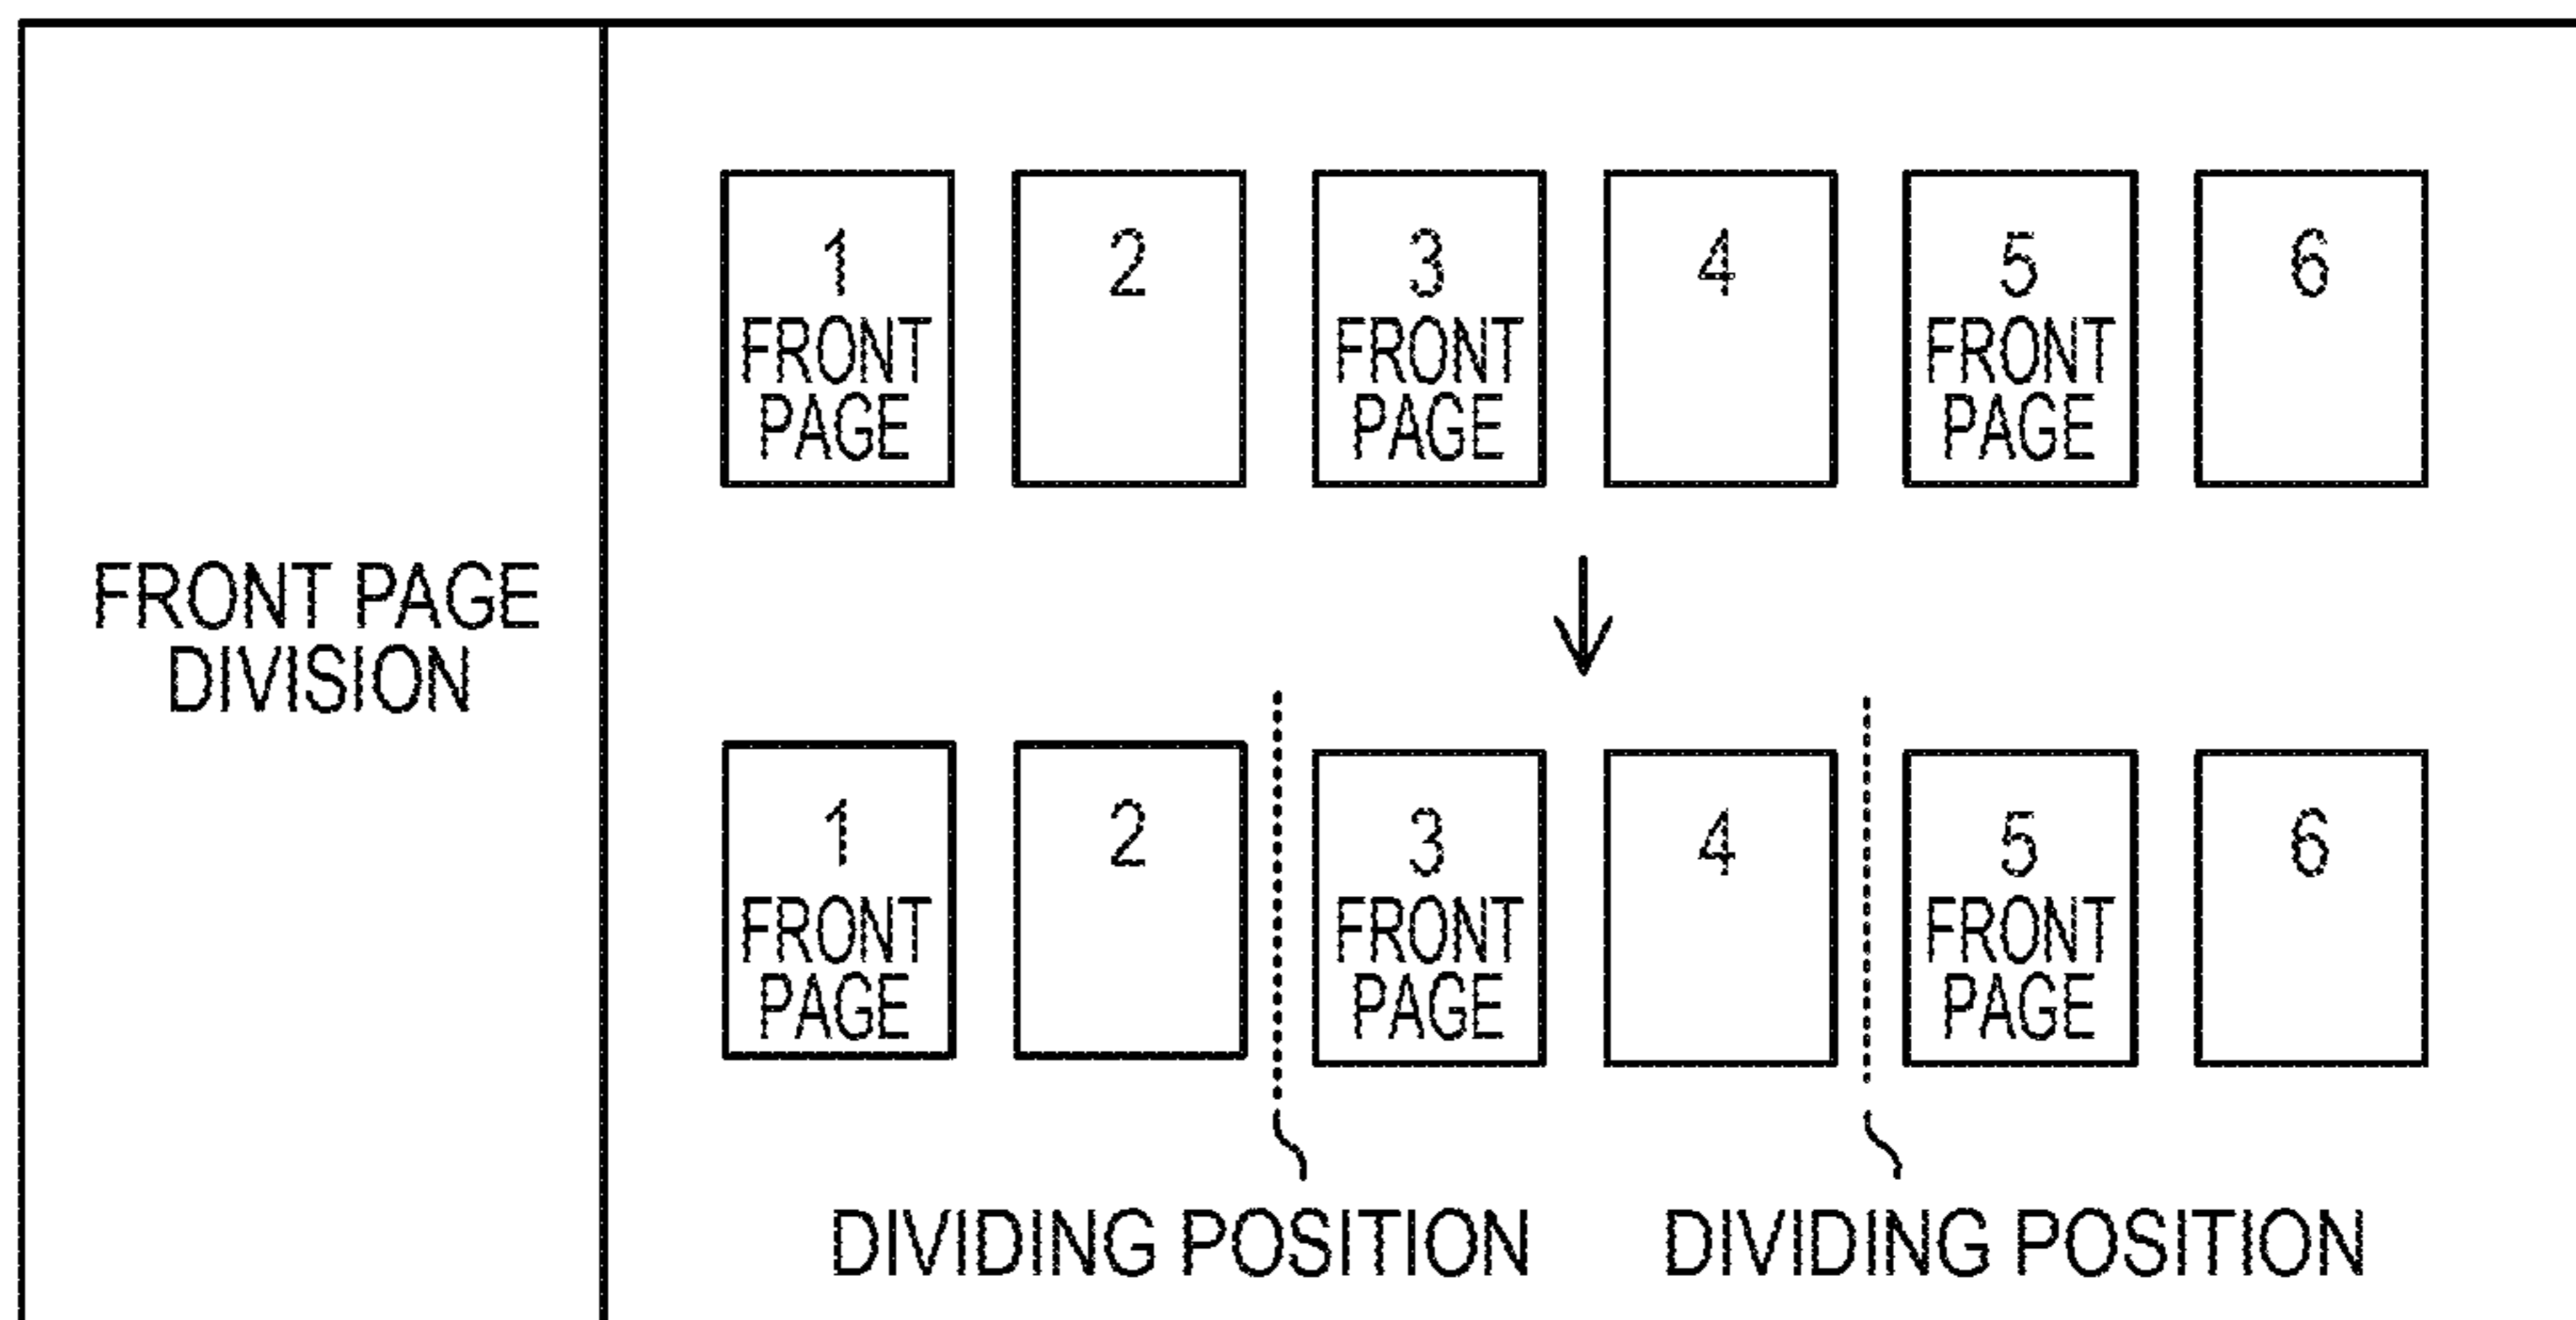 1 2 3 4 5 6
FRONT FRONT FRONT
PAGE PAGE PAGE
FRONT PAGE
DIVISION
1 2 3 4 5 6
FRONT FRONT FRONT
PAGE PAGE PAGE
DIVIDING POSITION DIVIDING POSITION